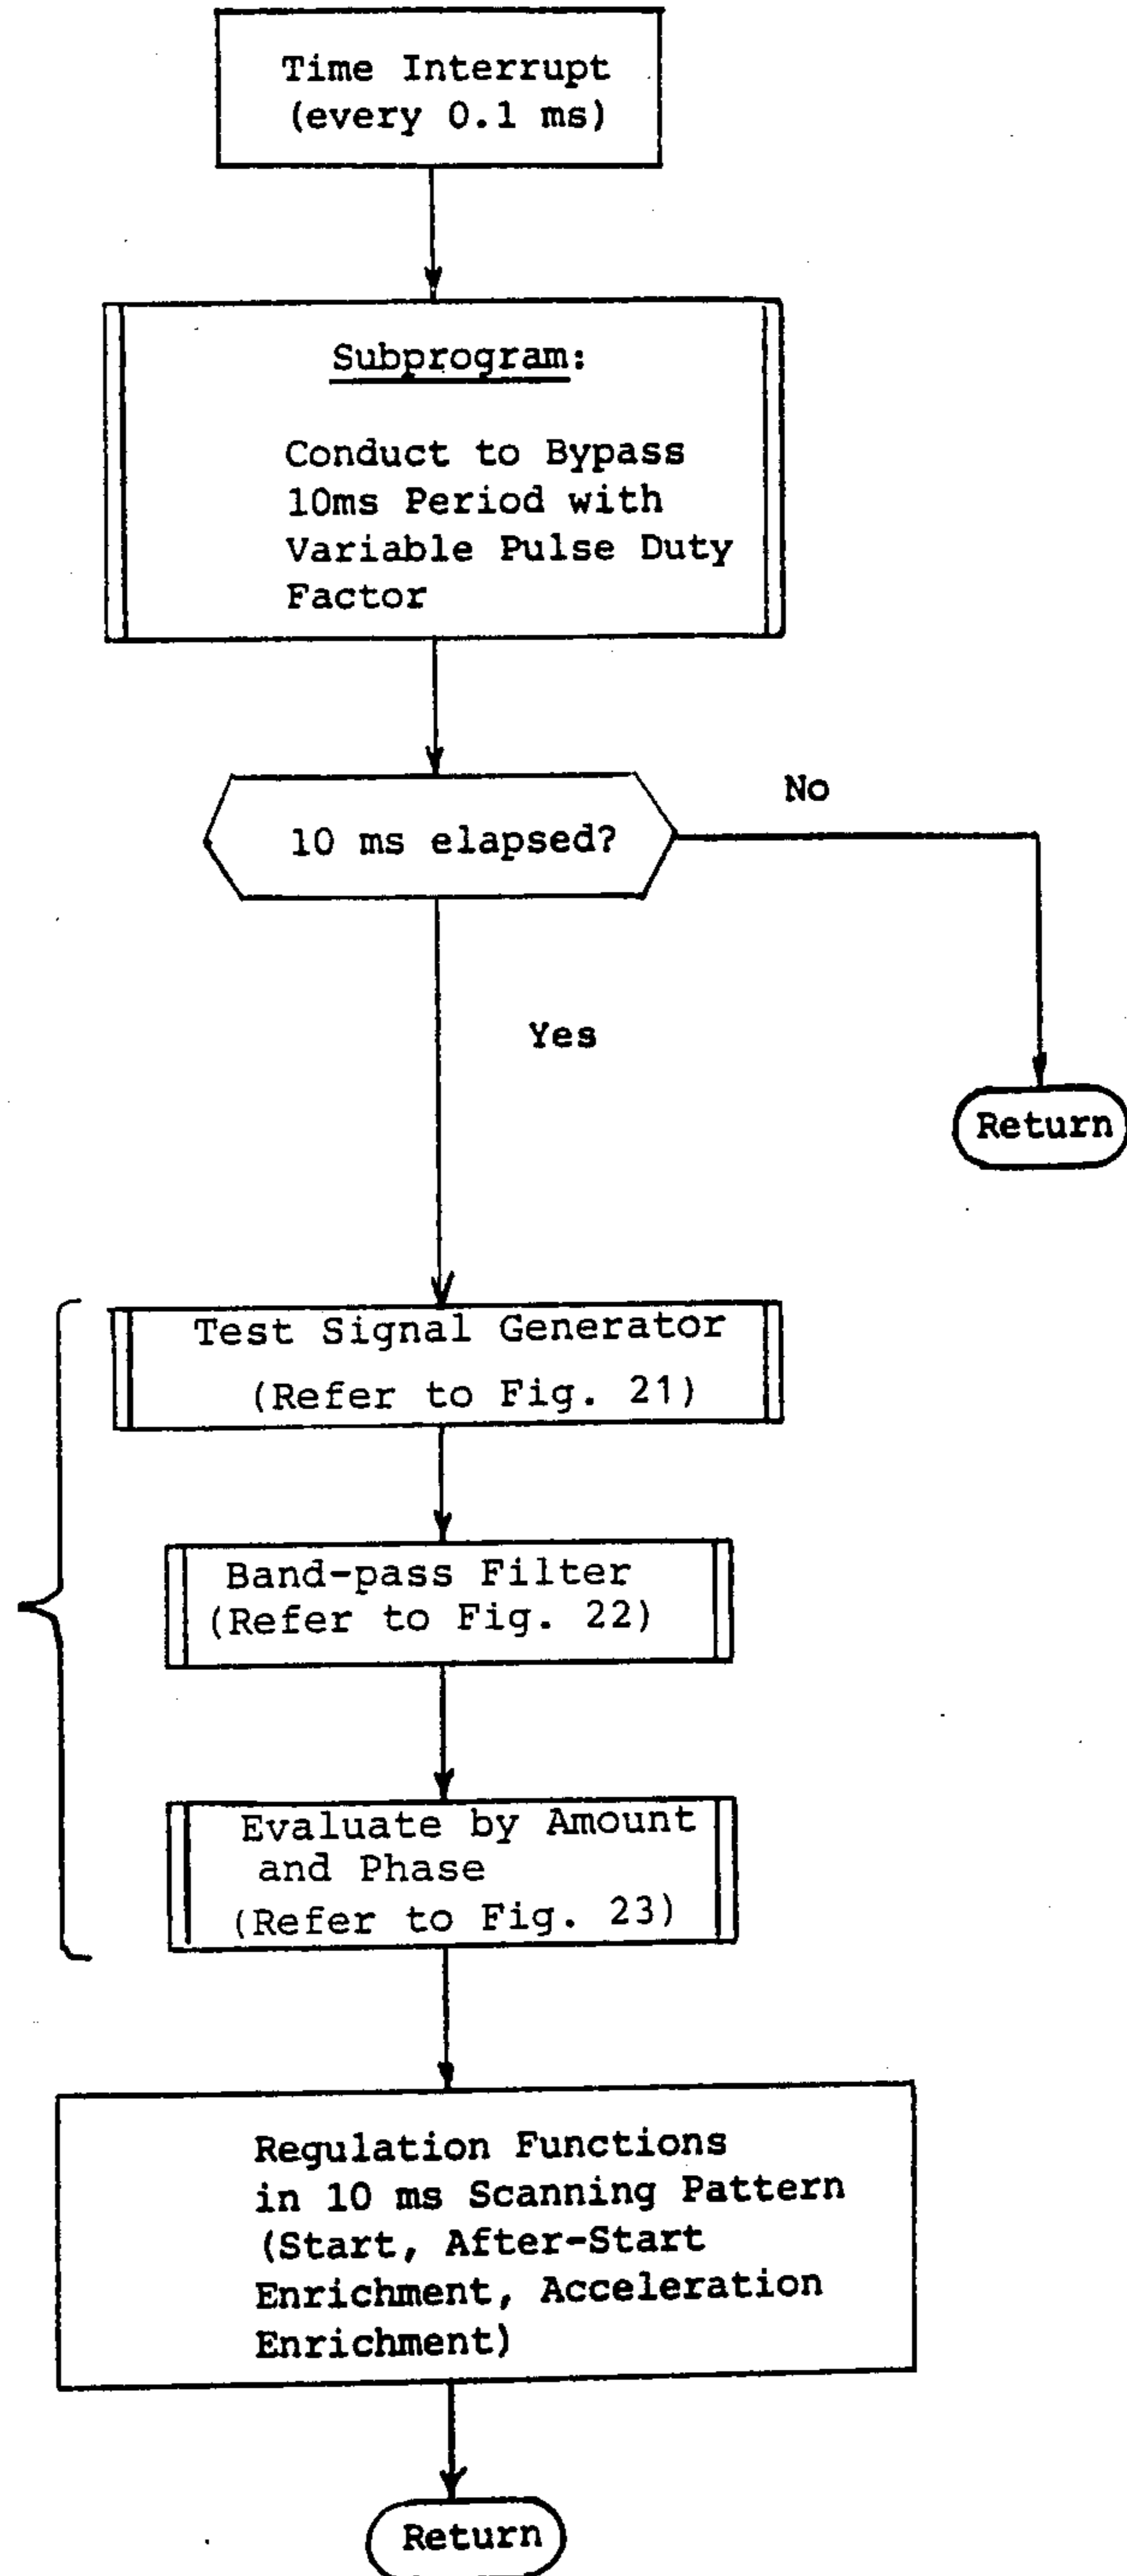 Time Interrupt
(every 0.1 ms)
Subprogram:
Conduct to Bypass
10ms Period with
Variable Pulse Duty
Factor
10 ms elapsed?
No
Yes
Return
Test Signal Generator
(Refer to Fig. 21)
Band-pass Filter
(Refer to Fig. 22)
Evaluate by Amount
and Phase
(Refer to Fig. 23)
Regulation Functions
in 10 ms Scanning Pattern
(Start, After-Start
Enrichment, Acceleration
Enrichment)
Return